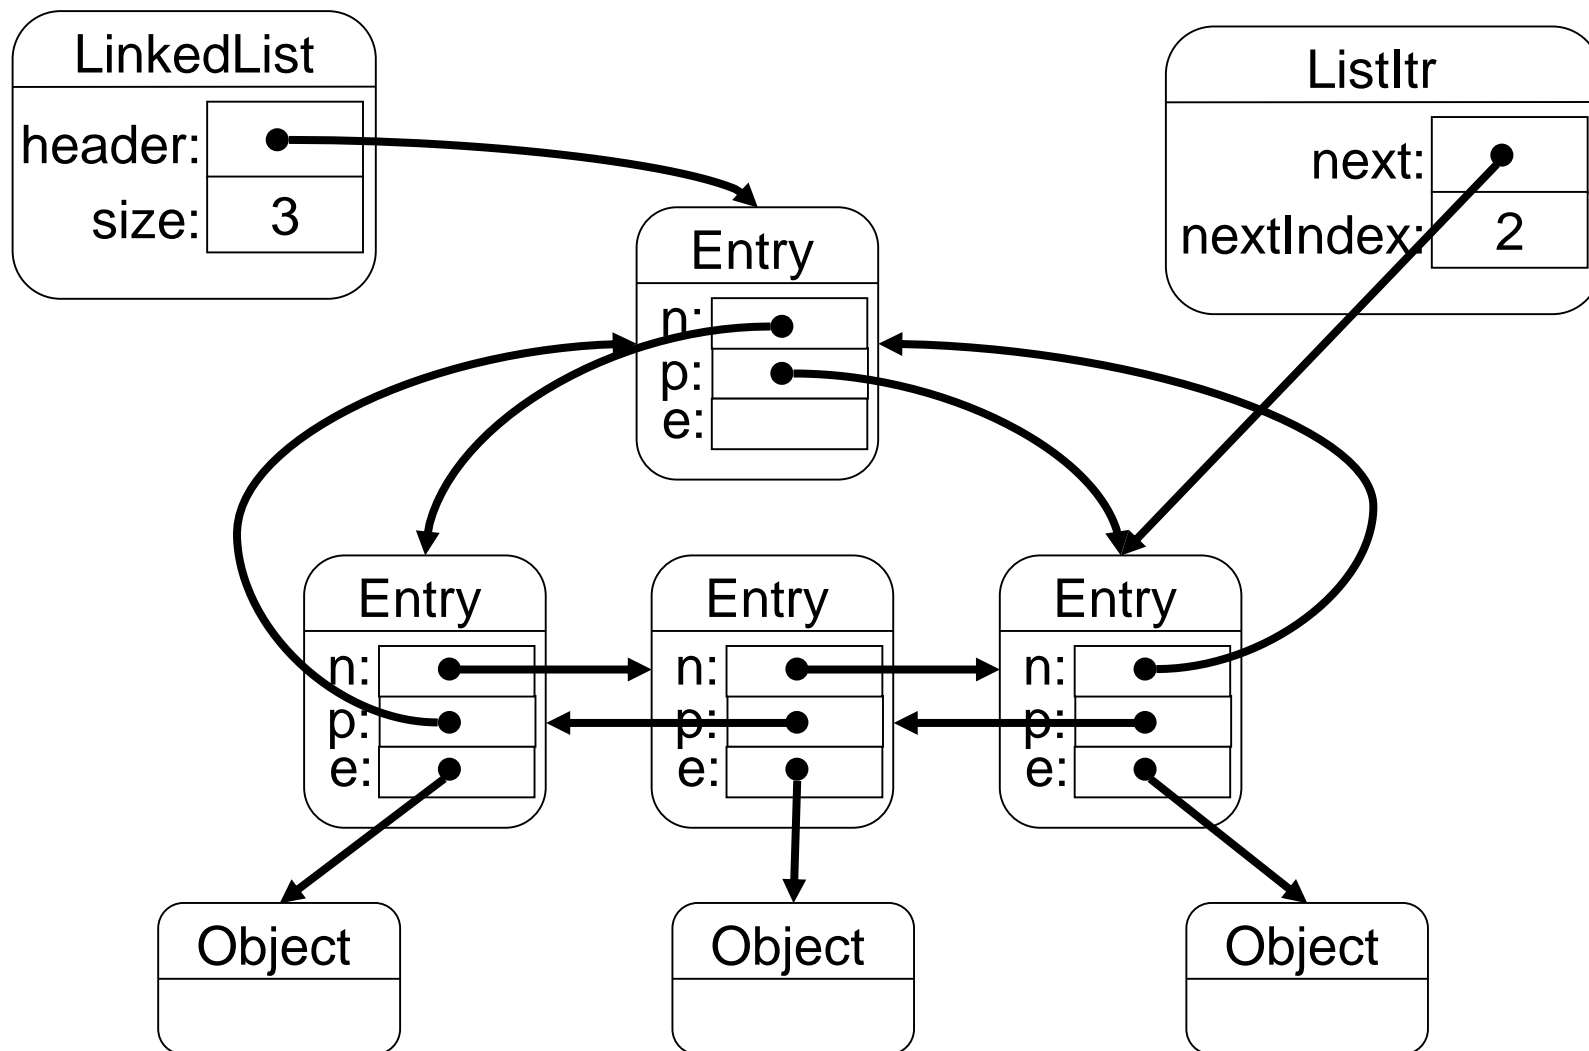 LinkedList
header:
size: 3
ListItr
next:
nextIndex: 2
Entry
n:
p:
e:
Entry
n:
p:
e:
Entry
n:
p:
e:
Entry
n:
p:
e:
Object
Object
Object